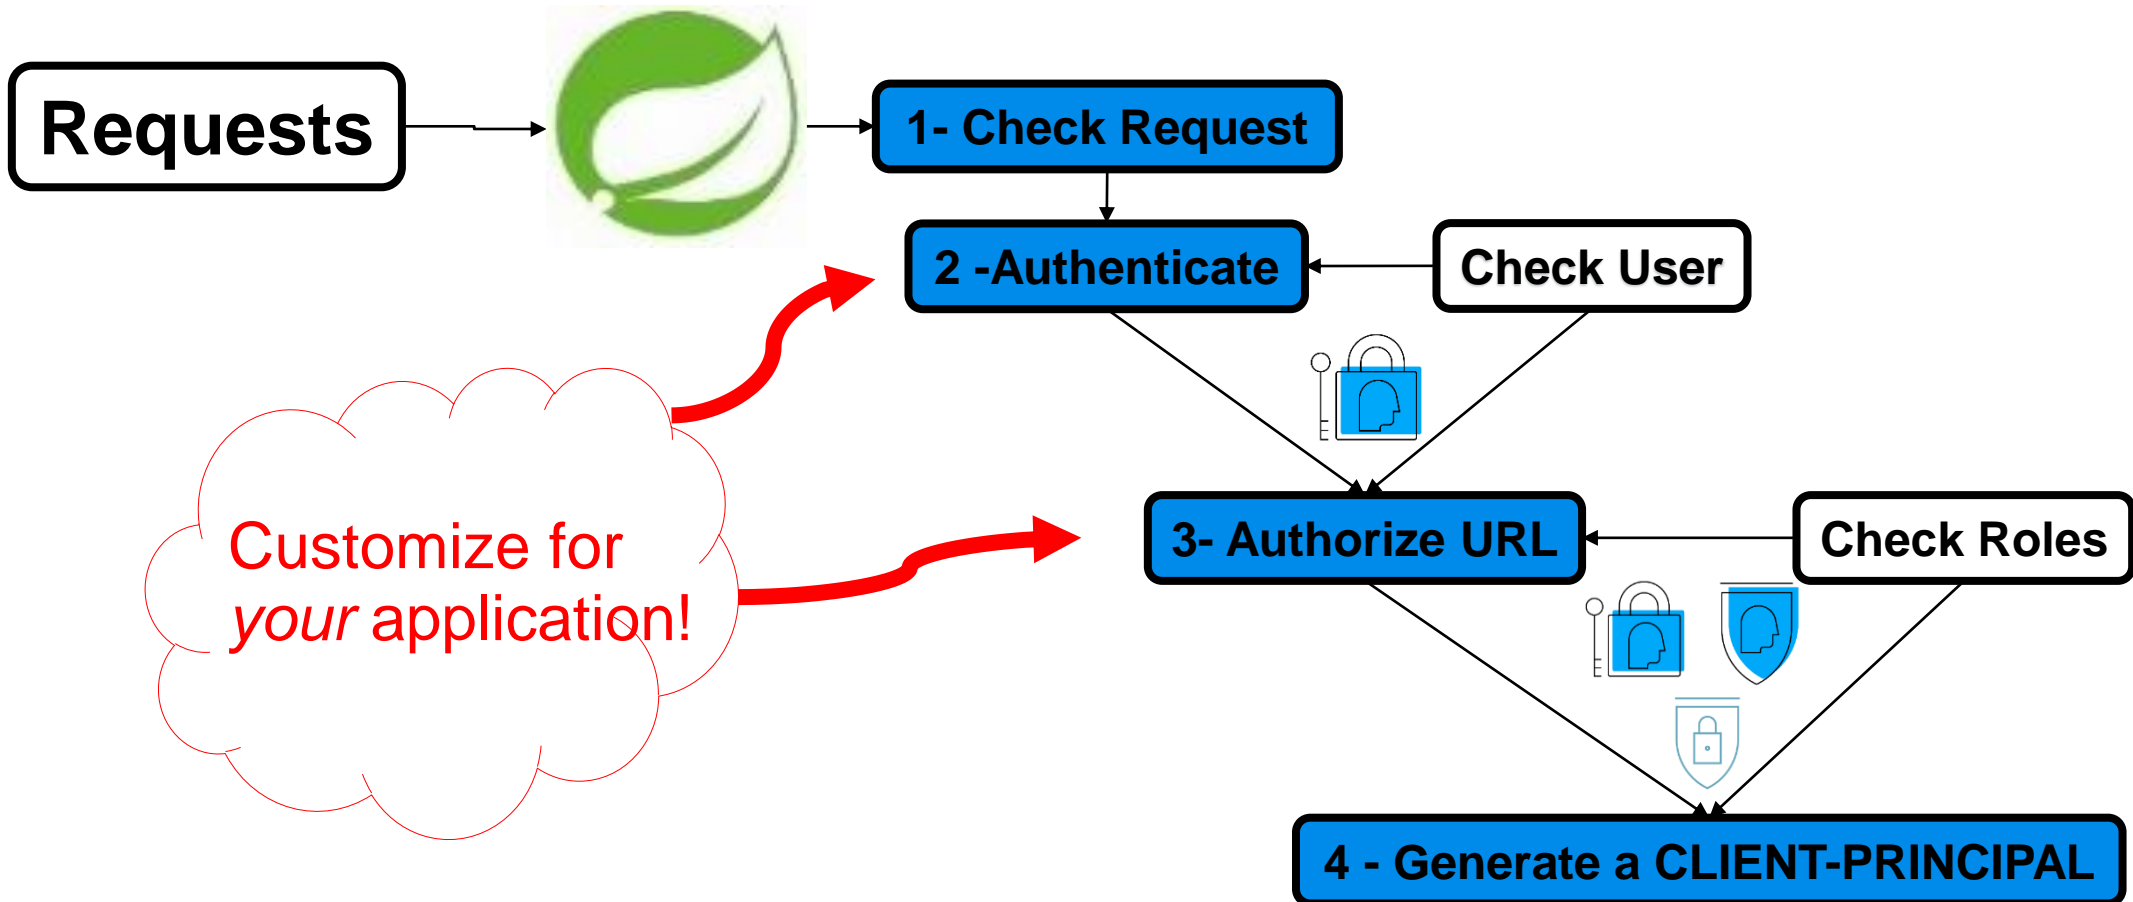 Requests
1- Check Request
2 -Authenticate
Check User
Customize for
your application!
3- Authorize URL
Check Roles
4 - Generate a CLIENT-PRINCIPAL